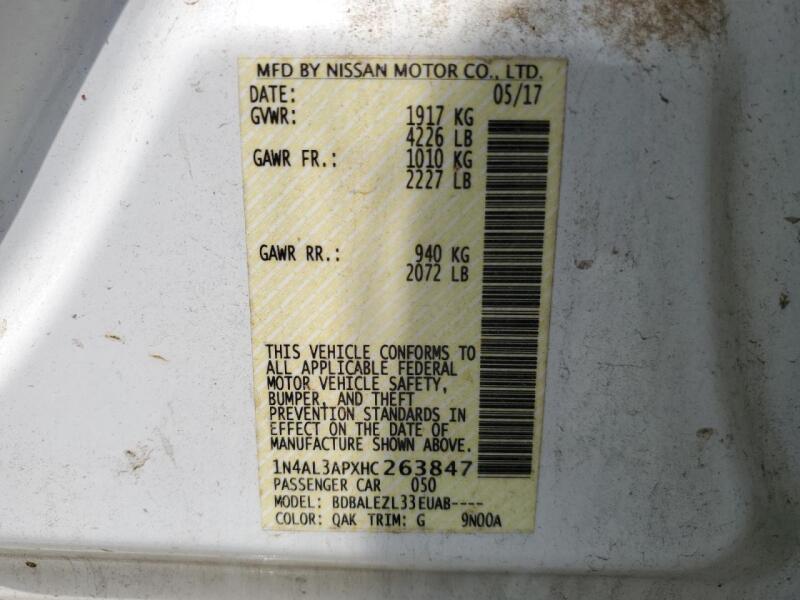 MFD BY NISSAN MOTOR CO., LTD.
DATE: 05/17
GVWR: 1917 KG
4226 LB
GAWR FR.: 1010 KG
2227 LB
GAWR RR.: 940 KG
2072 LB
THIS VEHICLE CONFORMS TO
ALL APPLICABLE FEDERAL
MOTOR VEHICLE SAFETY,
BUMPER, AND THEFT
PREVENTION STANDARDS IN
EFFECT ON THE DATE OF
MANUFACTURE SHOWN ABOVE.
1N4AL3APXHC263847
PASSENGER CAR 050
MODEL: BDBALEZL33EUAB----
COLOR: QAK TRIM: G 9N00A